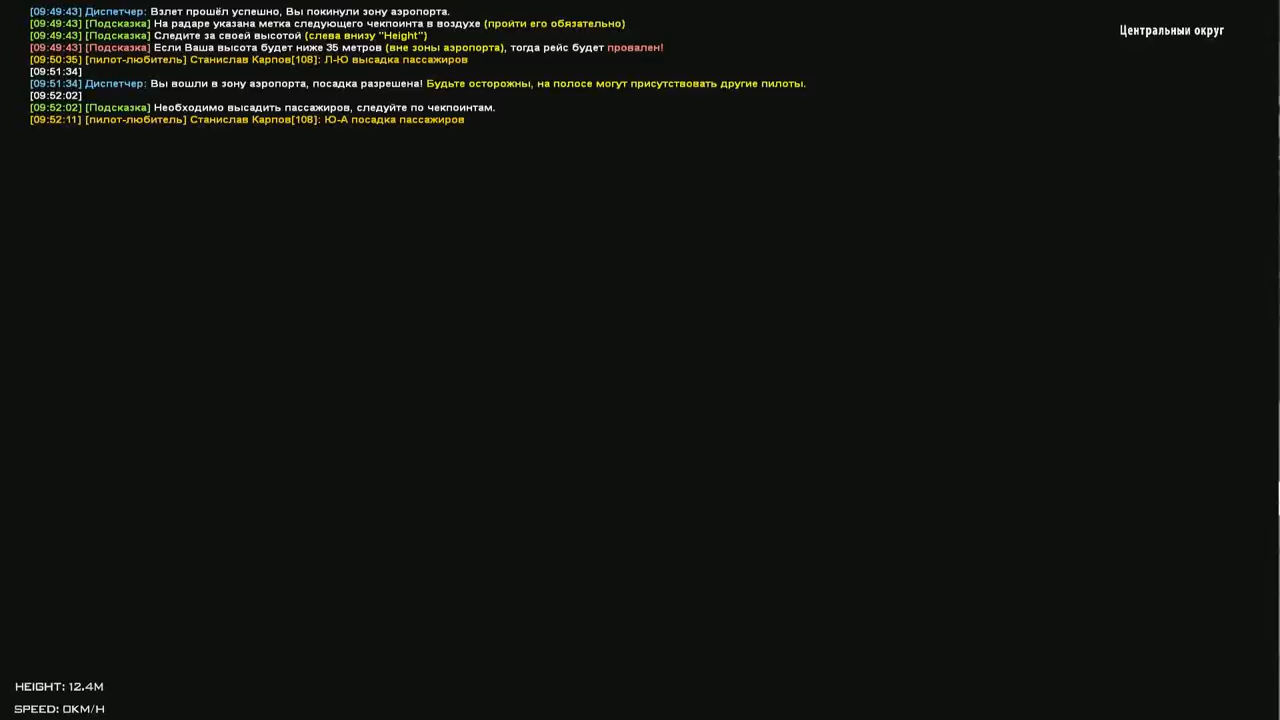 [09:49:43] Диспетчер: Взлет прошёл успешно, Вы покинули зону аэропорта.
[09:49:43] [Подсказка] На радаре указана метка следующего чекпоинта в воздухе (пройти его обязательно)
Центральный округ
[09:49:43] [Подсказка] Следите за своей высотой (слева внизу "Height")
[09:49:43] [Подсказка] Если Ваша высота будет ниже 35 метров (вне зоны аэропорта), тогда рейс будет провален!
[09:50:35] [пилот-любитель] Станислав Карпов[108]: Л-Ю высадка пассажиров
[09:51:34]
[09:51:34] Диспетчер: Вы вошли в зону аэропорта, посадка разрешена! Будьте осторожны, на полосе могут присутствовать другие пилоты.
[09:52:02]
[09:52:02] [Подсказка] Необходимо высадить пассажиров, следуйте по чекпоинтам.
[09:52:11] [пилот-любитель] Станислав Карпов[108]: Ю-А посадка пассажиров
HEIGHT: 12.4M
SPEED: 0KM/H